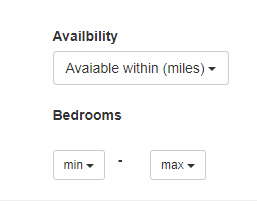 Availbility
Avaiable within (miles)
Bedrooms
min - max